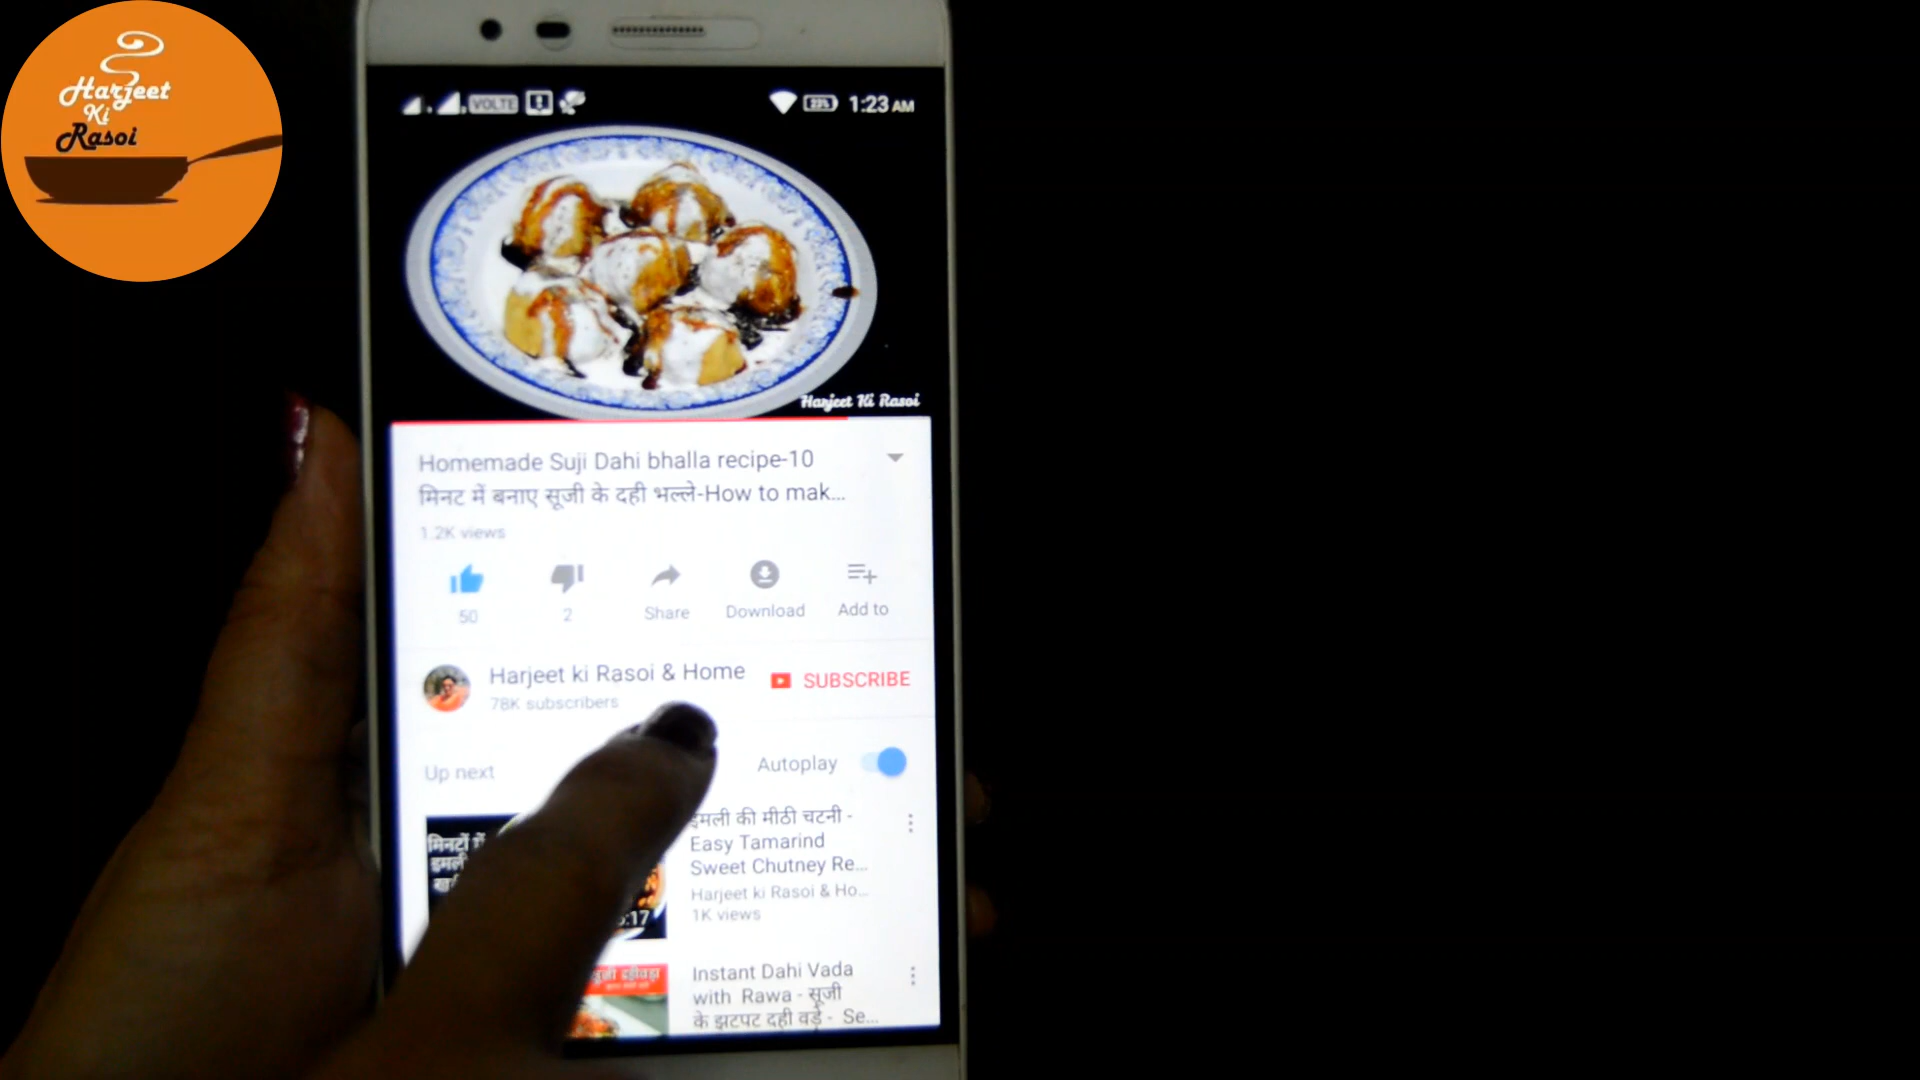 Harjeet
Ki
Rasoi
VOLTE
23%
1:23 AM
Harjeet Ki Rasoi
Homemade Suji Dahi bhalla recipe-10
मिनट में बनाए सूजी के दही भल्ले-How to mak...
1.2K views
50
2
Share
Download
Add to
Harjeet ki Rasoi & Home
78K subscribers
SUBSCRIBE
Up next
Autoplay
मिनटों में
:17
इमली की मीठी चटनी -
Easy Tamarind
Sweet Chutney Re...
Harjeet ki Rasoi & Ho...
1K views
Instant Dahi Vada
with Rawa - सूजी
के झटपट दही वड़े - Se...